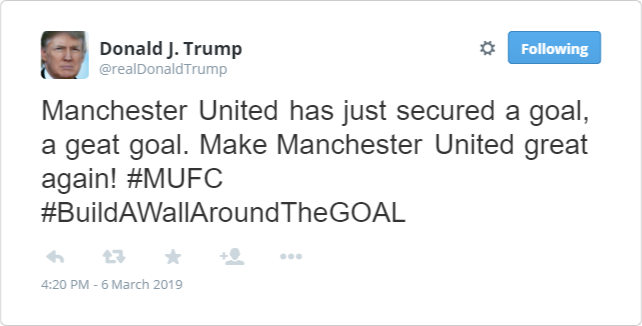 Donald J. Trump
@realDonaldTrump
Following
Manchester United has just secured a goal,
a geat goal. Make Manchester United great
again! #MUFC
#BuildAWallAroundTheGOAL
4:20 PM - 6 March 2019